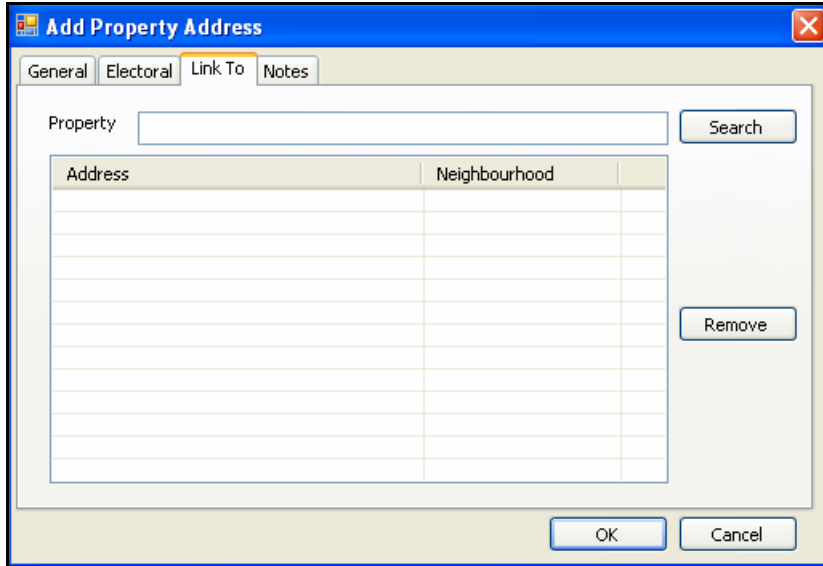 Add Property Address
General Electoral Link To Notes
Property Search
Address Neighbourhood
Remove
OK Cancel